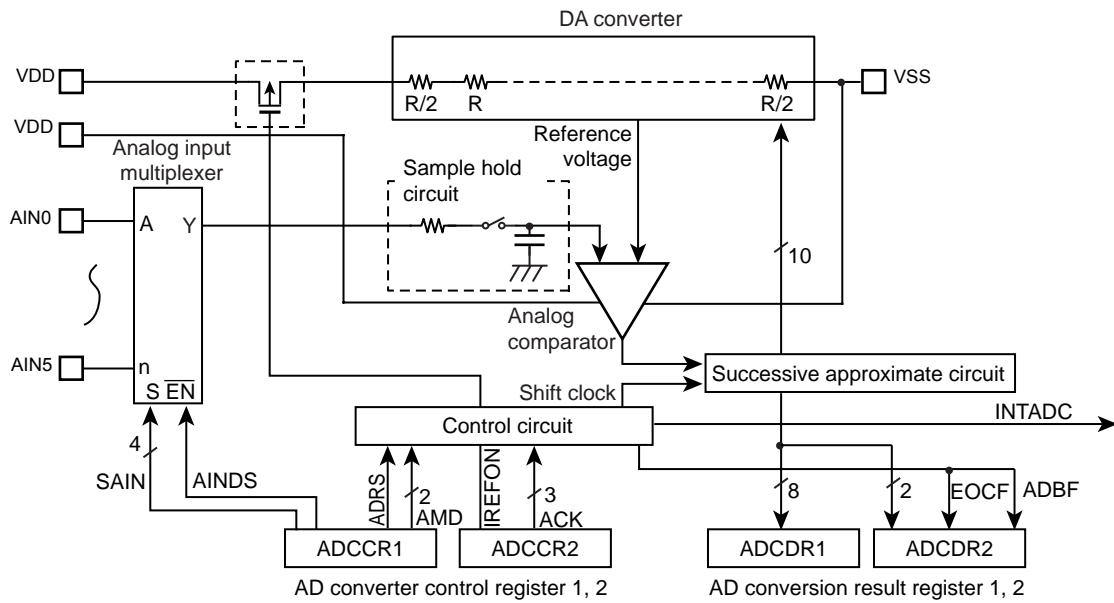 DA converter
VDD
R/2
R
R/2
VSS
VDD
Reference
voltage
Analog input
multiplexer
Sample hold
circuit
AIN0
A
Y
10
Analog
comparator
AIN5
n
S
EN
Successive approximate circuit
Shift clock
INTADC
Control circuit
4
SAIN
AINDS
ADRS
2
AMD
IREFON
3
ACK
8
2
EOCF
ADBF
ADCCR1
ADCCR2
ADCDR1
ADCDR2
AD converter control register 1, 2
AD conversion result register 1, 2